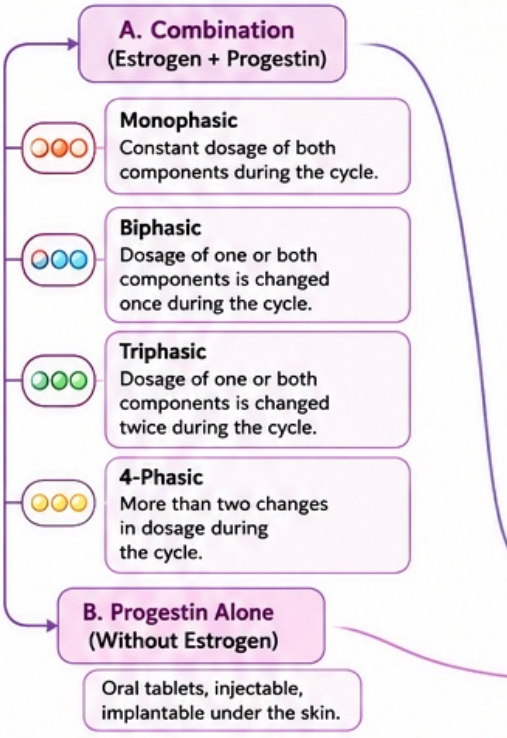 A. Combination
(Estrogen + Progestin)
Monophasic
Constant dosage of both
components during the cycle.
Biphasic
Dosage of one or both
components is changed
once during the cycle.
Triphasic
Dosage of one or both
components is changed
twice during the cycle.
4-Phasic
More than two changes
in dosage during
the cycle.
B. Progestin Alone
(Without Estrogen)
Oral tablets, injectable,
implantable under the skin.